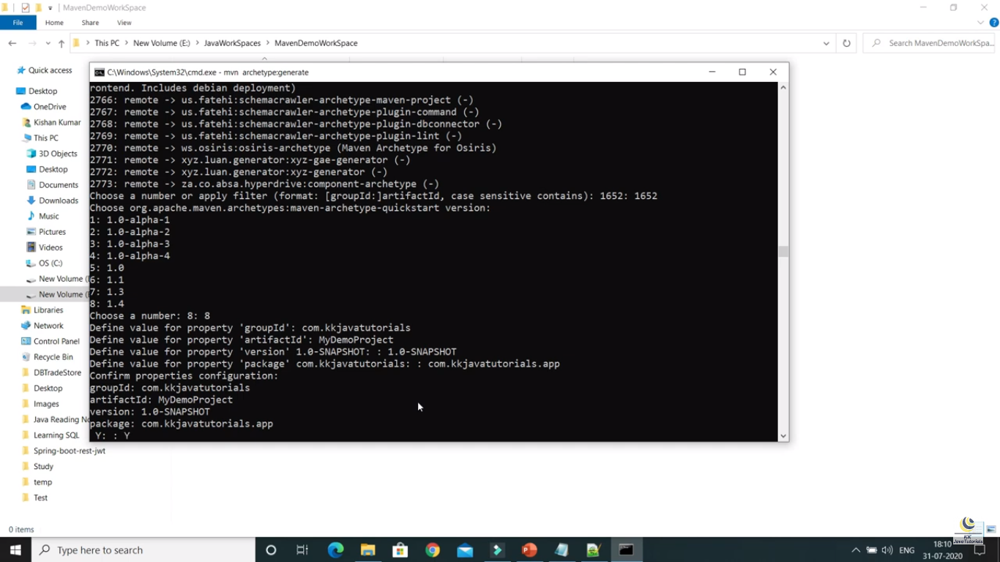 MavenDemoWorkSpace
File Home Share View
This PC New Volume (E:) JavaWorkSpaces MavenDemoWorkSpace
Search MavenDemoWorkSpa...
Quick access
Desktop
OneDrive
Kishan Kumar
This PC
3D Objects
Desktop
Documents
Downloads
Music
Pictures
Videos
OS (C:)
New Volume (
New Volume (
Libraries
Network
Control Panel
Recycle Bin
DBTradeStore
Desktop
Images
Java Reading
Learning SQL
Spring-boot-rest-jwt
Study
temp
Test
0 items
C:\Windows\System32\cmd.exe - mvn archetype:generate
rontend. Includes debian deployment)
2766: remote -> us.fatehi:schemacrawler-archetype-maven-project (-)
2767: remote -> us.fatehi:schemacrawler-archetype-plugin-command (-)
2768: remote -> us.fatehi:schemacrawler-archetype-plugin-dbconnector (-)
2769: remote -> us.fatehi:schemacrawler-archetype-plugin-lint (-)
2770: remote -> ws.osiris:osiris-archetype (Maven Archetype for Osiris)
2771: remote -> xyz.luan.generator:xyz-gae-generator (-)
2772: remote -> xyz.luan.generator:xyz-generator (-)
2773: remote -> za.co.absa.hyperdrive:component-archetype (-)
Choose a number or apply filter (format: [groupId:]artifactId, case sensitive contains): 1652: 1652
Choose org.apache.maven.archetypes:maven-archetype-quickstart version:
1: 1.0-alpha-1
2: 1.0-alpha-2
3: 1.0-alpha-3
4: 1.0-alpha-4
5: 1.0
6: 1.1
7: 1.3
8: 1.4
Choose a number: 8: 8
Define value for property 'groupId': com.kkjavatutorials
Define value for property 'artifactId': MyDemoProject
Define value for property 'version' 1.0-SNAPSHOT: : 1.0-SNAPSHOT
Define value for property 'package' com.kkjavatutorials: : com.kkjavatutorials.app
Confirm properties configuration:
groupId: com.kkjavatutorials
artifactId: MyDemoProject
version: 1.0-SNAPSHOT
package: com.kkjavatutorials.app
Y: : Y
KK
JavaTutorials
Type here to search
ENG
18:10
31-07-2020